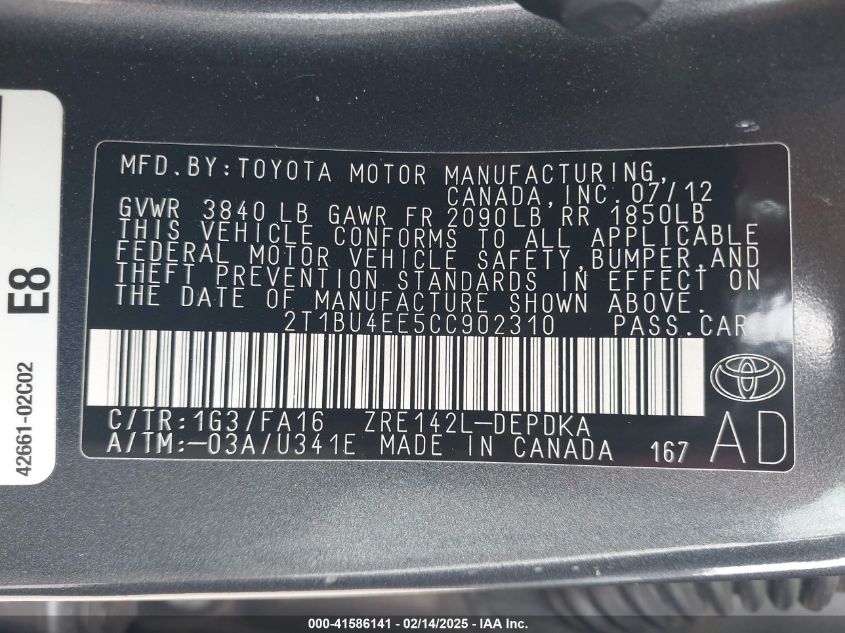 MFD.BY:TOYOTA MOTOR MANUFACTURING,
CANADA,INC. 07/12
GVWR 3840 LB GAWR FR 2090LB RR 1850LB
THIS VEHICLE CONFORMS TO ALL APPLICABLE
FEDERAL MOTOR VEHICLE SAFETY,BUMPER,AND
THEFT PREVENTION STANDARDS IN EFFECT ON
THE DATE OF MANUFACTURE SHOWN ABOVE.
2T1BU4EE5CC902310 PASS.CAR
C/TR:1G3/FA16 ZRE142L-DEPDKA
A/TM:-03A/U341E MADE IN CANADA 167
AD
E8
42661-02C02
000-41586141 - 02/14/2025 - © IAA Inc.